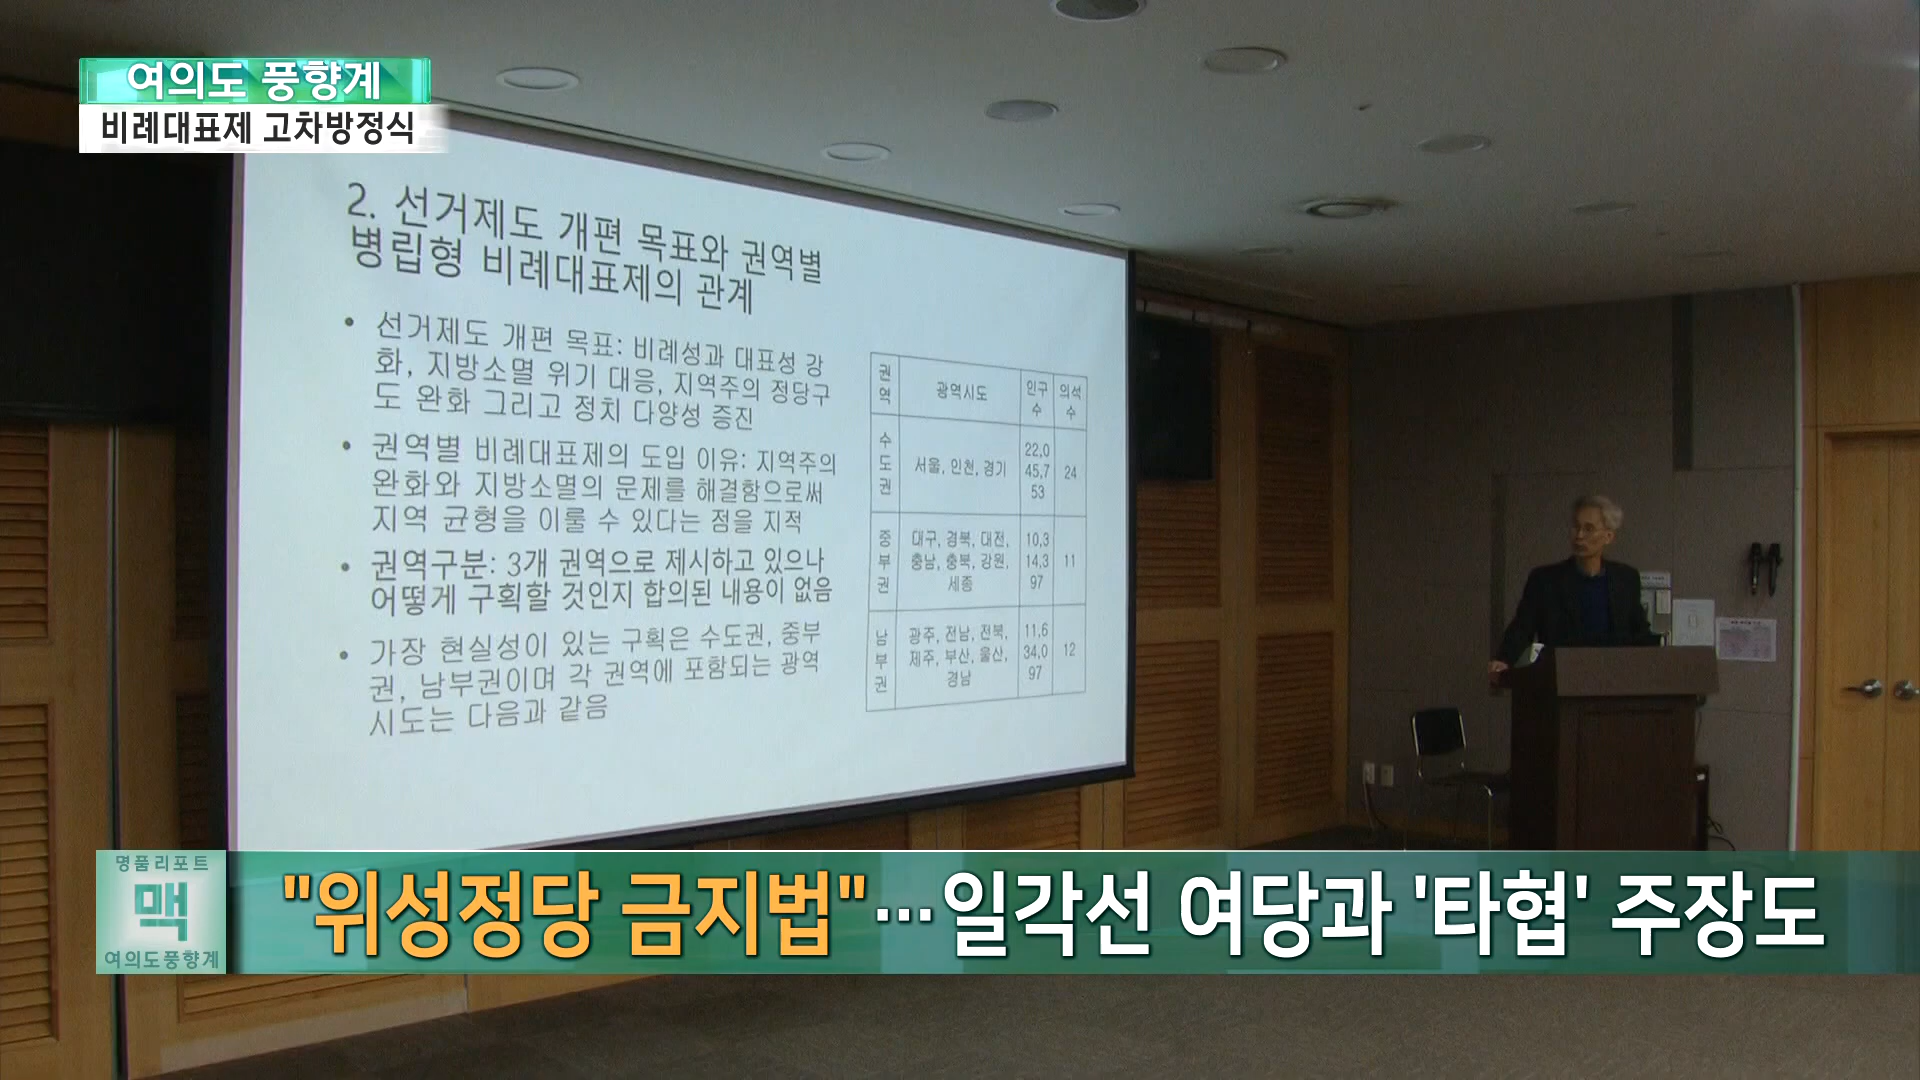 여의도 풍향계
비례대표제 고차방정식
2. 선거제도 개편 목표와 권역별
병립형 비례대표제의 관계
• 선거제도 개편 목표: 비례성과 대표성 강
화, 지방소멸 위기 대응, 지역주의 정당구
도 완화 그리고 정치 다양성 증진
• 권역별 비례대표제의 도입 이유: 지역주의
완화와 지방소멸의 문제를 해결함으로써
지역 균형을 이룰 수 있다는 점을 지적
• 권역구분: 3개 권역으로 제시하고 있으나
어떻게 구획할 것인지 합의된 내용이 없음
• 가장 현실성이 있는 구획은 수도권, 중부
권, 남부권이며 각 권역에 포함되는 광역
시도는 다음과 같음
권
역
광역시도
인구
수
의석
수
수
도
권
서울, 인천, 경기
22,0
45,7
53
24
중
부
권
대구, 경북, 대전,
충남, 충북, 강원,
세종
10,3
14,3
97
11
남
부
권
광주, 전남, 전북,
제주, 부산, 울산,
경남
11,6
34,0
97
12
명품리포트
맥
여의도풍향계
"위성정당 금지법"…일각선 여당과 '타협' 주장도